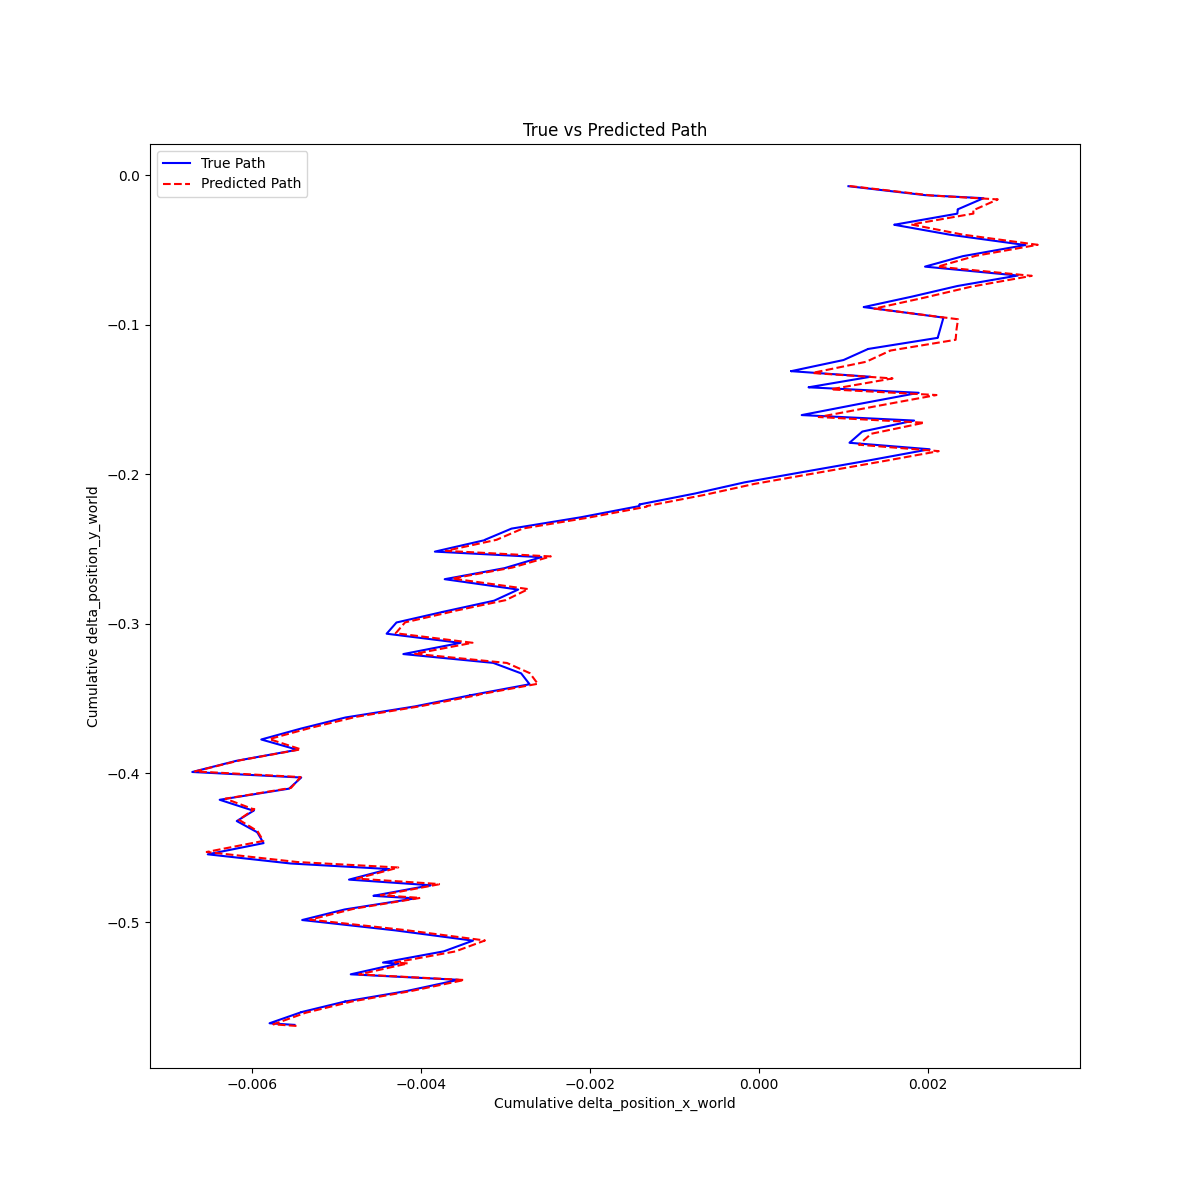 True vs Predicted Path
True Path
Predicted Path
0.0
−0.1
−0.2
−0.3
−0.4
−0.5
Cumulative delta_position_y_world
−0.006
−0.004
−0.002
0.000
0.002
Cumulative delta_position_x_world